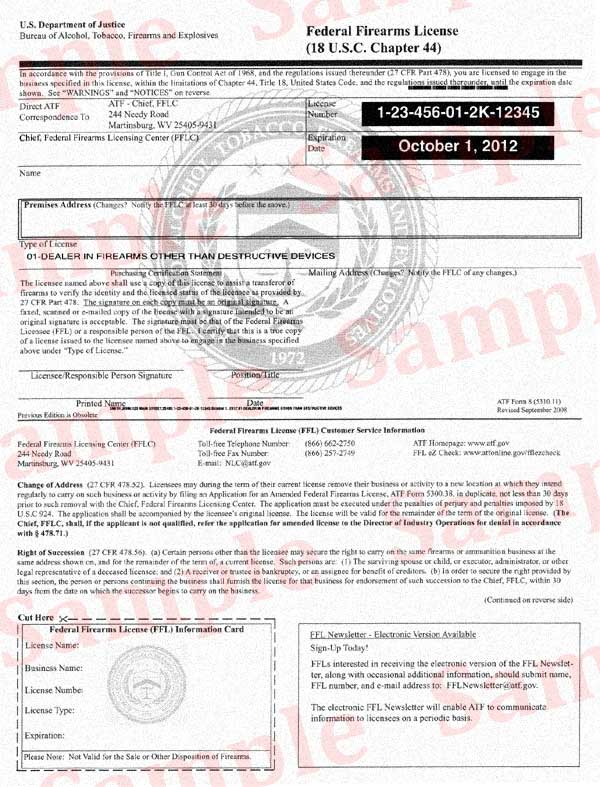 U.S. Department of Justice
Bureau of Alcohol, Tobacco, Firearms and Explosives
Federal Firearms License
(18 U.S.C. Chapter 44)
In accordance with the provisions of Title I, Gun Control Act of 1968, and the regulations issued thereunder (27 CFR Part 478), you are licensed to engage in the
business specified in this license, within the limitations of Chapter 44, Title 18, United States Code, and the regulations issued thereunder, until the expiration date
shown. See "WARNINGS" and "NOTICES" on reverse.
Direct ATF
Correspondence To
ATF - Chief, FFLC
244 Needy Road
Martinsburg, WV 25405-9431
License
Number
1-23-456-01-2K-12345
Chief, Federal Firearms Licensing Center (FFLC)
Expiration
Date
October 1, 2012
Name
Premises Address (Changes? Notify the FFLC at least 30 days before the move.)
Type of License
01-DEALER IN FIREARMS OTHER THAN DESTRUCTIVE DEVICES
Purchasing Certification Statement
The licensee named above shall use a copy of this license to assist a transferor of
firearms to verify the identity and the licensed status of the licensee as provided by
27 CFR Part 478. The signature on each copy must be an original signature. A
faxed, scanned or e-mailed copy of the license with a signature intended to be an
original signature is acceptable. The signature must be that of the Federal Firearms
Licensee (FFL) or a responsible person of the FFL. I certify that this is a true copy
of a license issued to the licensee named above to engage in the business specified
above under "Type of License."
Mailing Address (Changes? Notify the FFLC of any changes.)
1972
Licensee/Responsible Person Signature
Position/Title
Printed Name
Date
Previous Edition is Obsolete
ATF Form 8 (5310.11)
Revised September 2008
Federal Firearms License (FFL) Customer Service Information
Federal Firearms Licensing Center (FFLC)
244 Needy Road
Martinsburg, WV 25405-9431
Toll-free Telephone Number: (866) 662-2750
Toll-free Fax Number: (866) 257-2749
E-mail: NLC@atf.gov
ATF Homepage: www.atf.gov
FFL eZ Check: www.atfonline.gov/fflezcheck
Change of Address (27 CFR 478.52). Licensees may during the term of their current license remove their business or activity to a new location at which they intend
regularly to carry on such business or activity by filing an Application for an Amended Federal Firearms License, ATF Form 5300.38, in duplicate, not less than 30 days
prior to such removal with the Chief, Federal Firearms Licensing Center. The application must be executed under the penalties of perjury and penalties imposed by 18
U.S.C 924. The application shall be accompanied by the licensee's original license. The license will be valid for the remainder of the term of the original license. (The
Chief, FFLC, shall, if the applicant is not qualified, refer the application for amended license to the Director of Industry Operations for denial in accordance
with § 478.71.)
Right of Succession (27 CFR 478.56). (a) Certain persons other than the licensee may secure the right to carry on the same firearms or ammunition business at the
same address shown on, and for the remainder of the term of, a current license. Such persons are: (1) The surviving spouse or child, or executor, administrator, or other
legal representative of a deceased licensee; and (2) A receiver or trustee in bankruptcy, or an assignee for benefit of creditors. (b) In order to secure the right provided by
this section, the person or persons continuing the business shall furnish the license for that business for endorsement of such succession to the Chief, FFLC, within 30
days from the date on which the successor begins to carry on the business.
(Continued on reverse side)
Cut Here
Federal Firearms License (FFL) Information Card
License Name:
Business Name:
License Number:
License Type:
Expiration:
Please Note: Not Valid for the Sale or Other Disposition of Firearms.
FFL Newsletter - Electronic Version Available
Sign-Up Today!
FFLs interested in receiving the electronic version of the FFL Newslet-
ter, along with occasional additional information, should submit name,
FFL number, and e-mail address to: FFLNewsletter@atf.gov.
The electronic FFL Newsletter will enable ATF to communicate
information to licensees on a periodic basis.
Sample